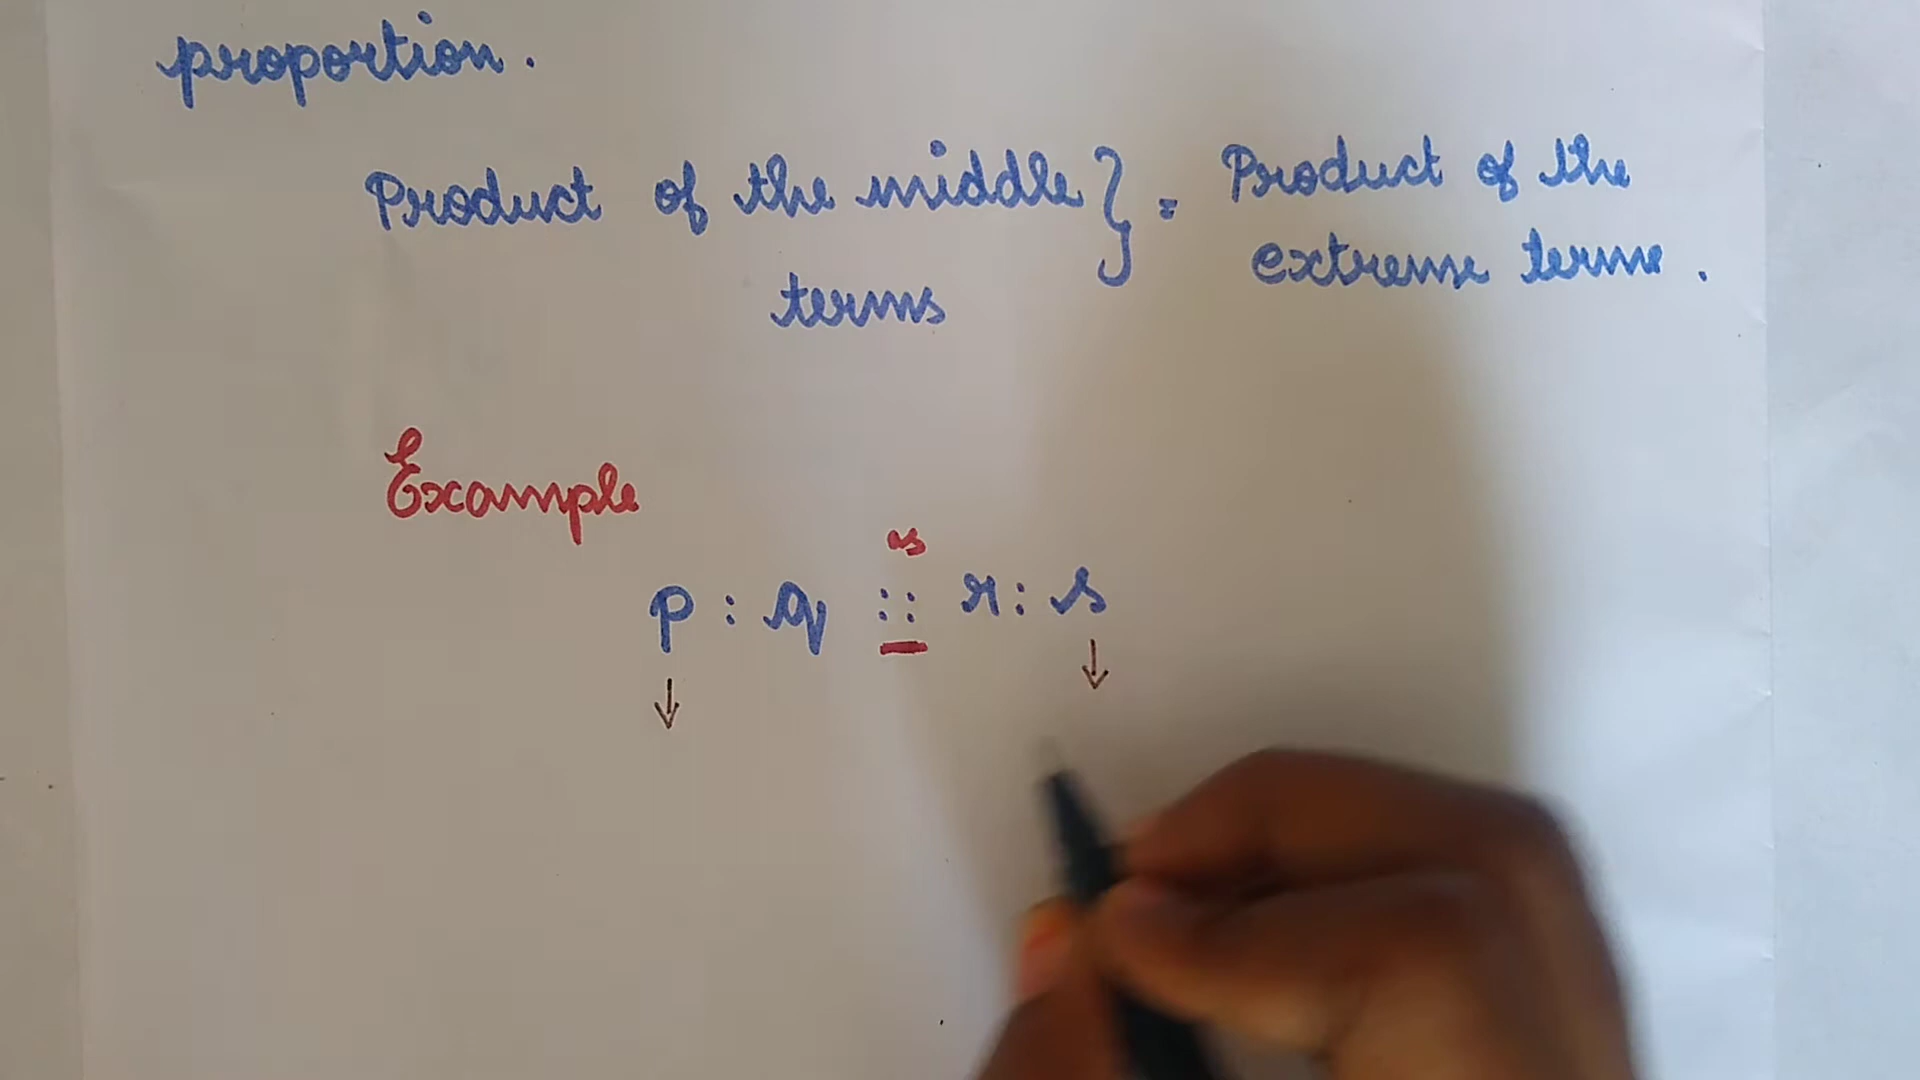 proportion.
Product of the middle } = Product of the
terms extreme terms.
Example
as
p : q :: r : s
↓ ↓